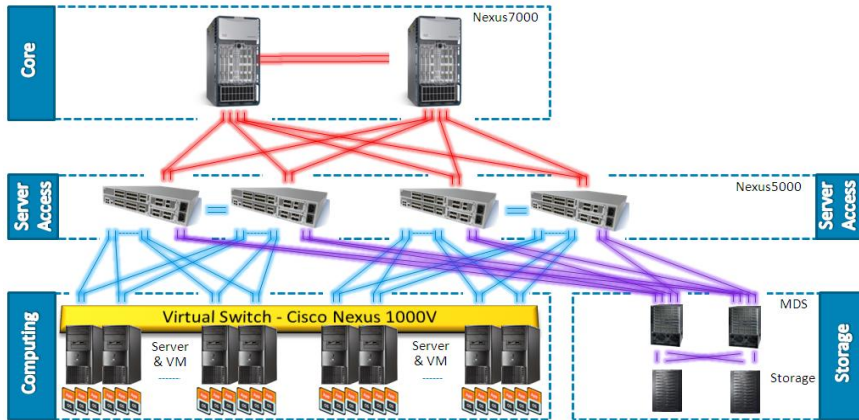 Core
Nexus7000
Server
Access
Nexus5000
Server
Access
Computing
Virtual Switch - Cisco Nexus 1000V
Server
& VM
------
Server
& VM
------
MDS
Storage
Storage